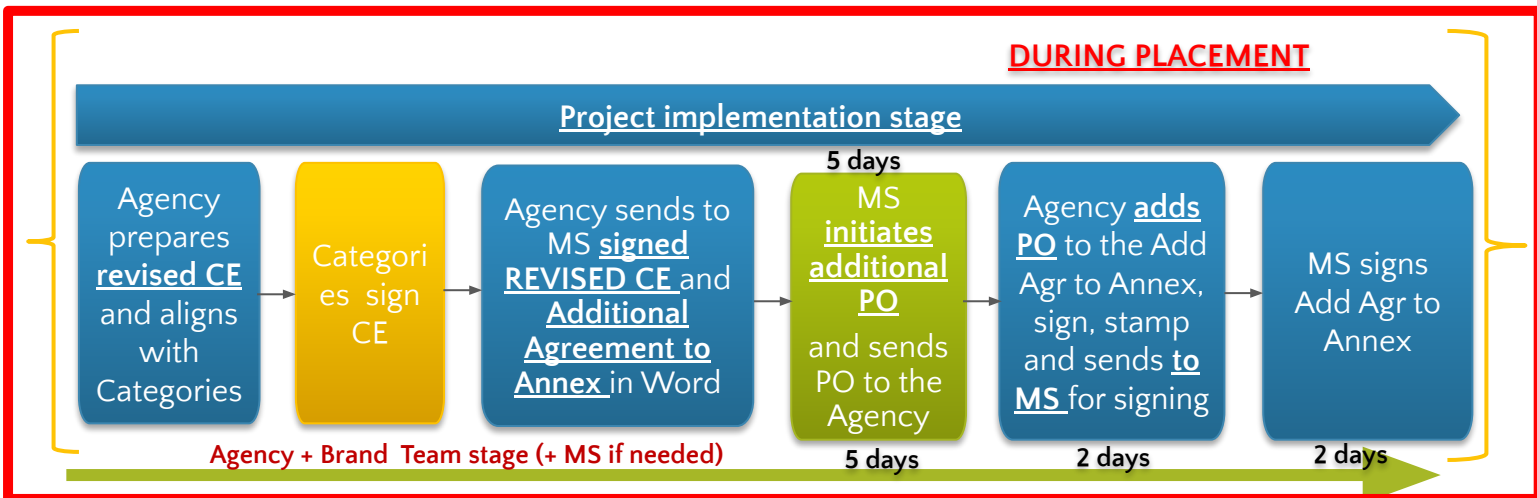 DURING PLACEMENT
Project implementation stage
5 days
Agency
prepares
revised CE
and aligns
with
Categories
Categori
es sign
CE
Agency sends to
MS signed
REVISED CE and
Additional
Agreement to
Annex in Word
MS
initiates
additional
PO
and sends
PO to the
Agency
Agency adds
PO to the Add
Agr to Annex,
sign, stamp
and sends to
MS for signing
MS signs
Add Agr to
Annex
Agency + Brand Team stage (+ MS if needed)
5 days
2 days
2 days